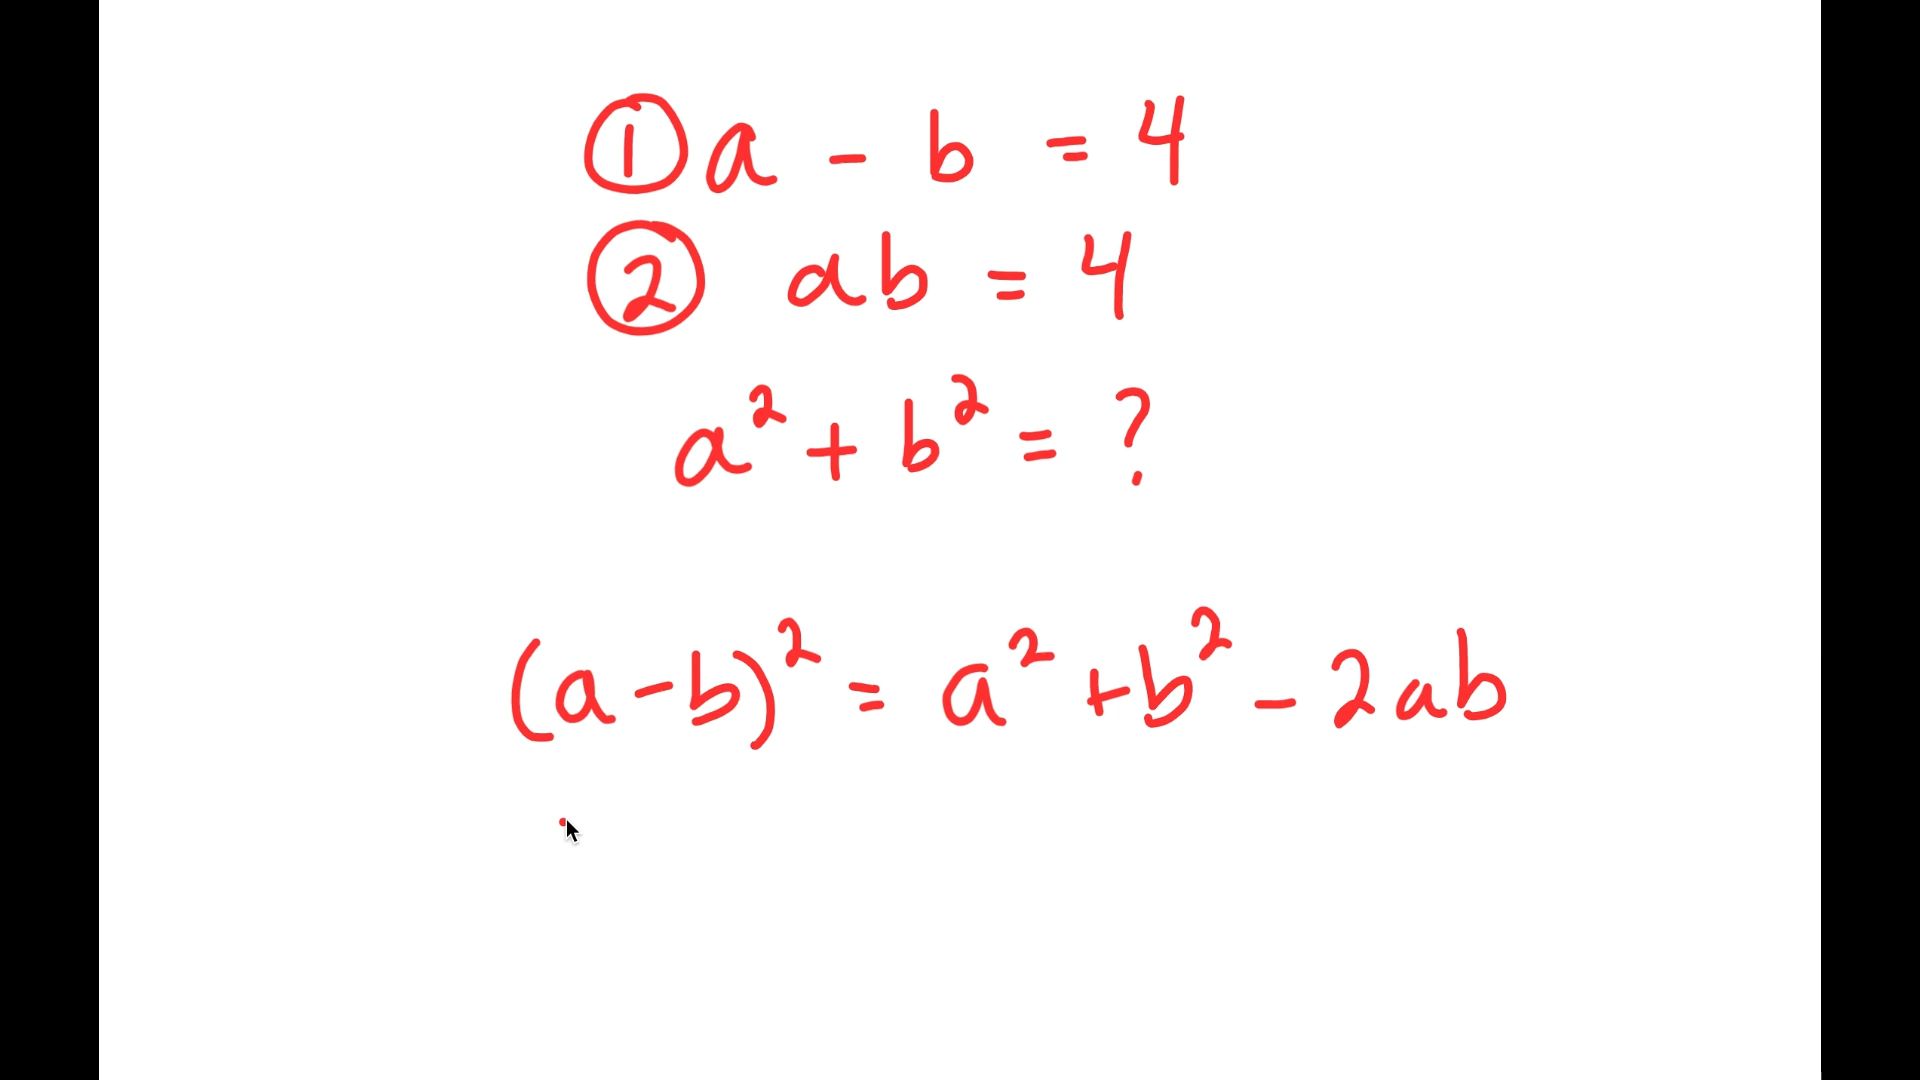 ① a - b = 4
② ab = 4
a² + b² = ?
(a-b)² = a² + b² - 2ab